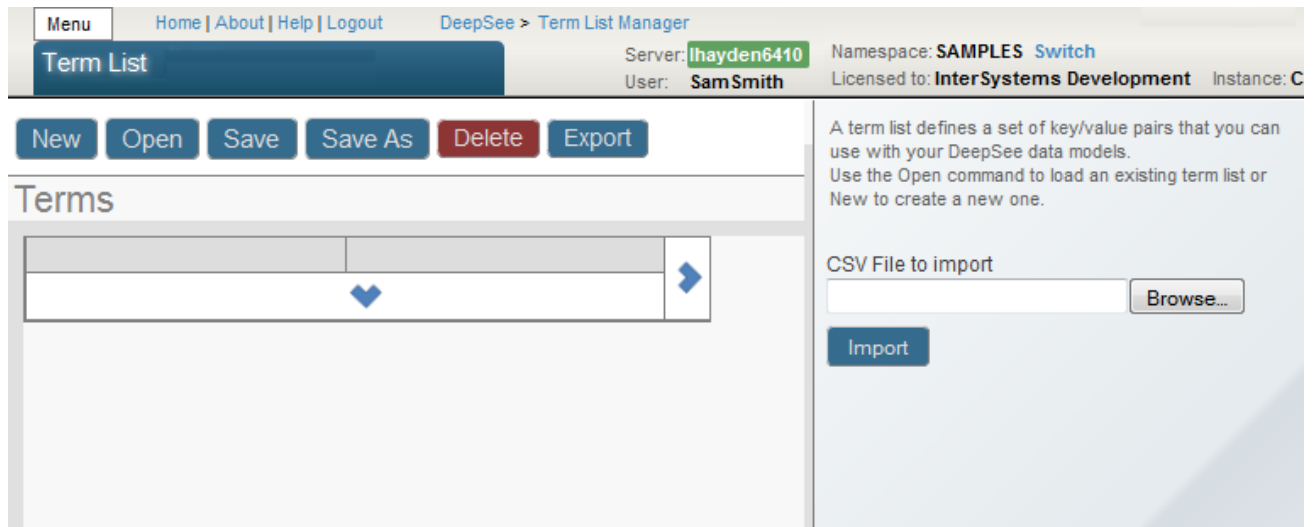 Menu Home | About | Help | Logout DeepSee > Term List Manager
Term List
Server: lhayden6410 Namespace: SAMPLES Switch
User: SamSmith Licensed to: InterSystems Development Instance: C
New Open Save Save As Delete Export
Terms
A term list defines a set of key/value pairs that you can
use with your DeepSee data models.
Use the Open command to load an existing term list or
New to create a new one.
CSV File to import
Browse...
Import